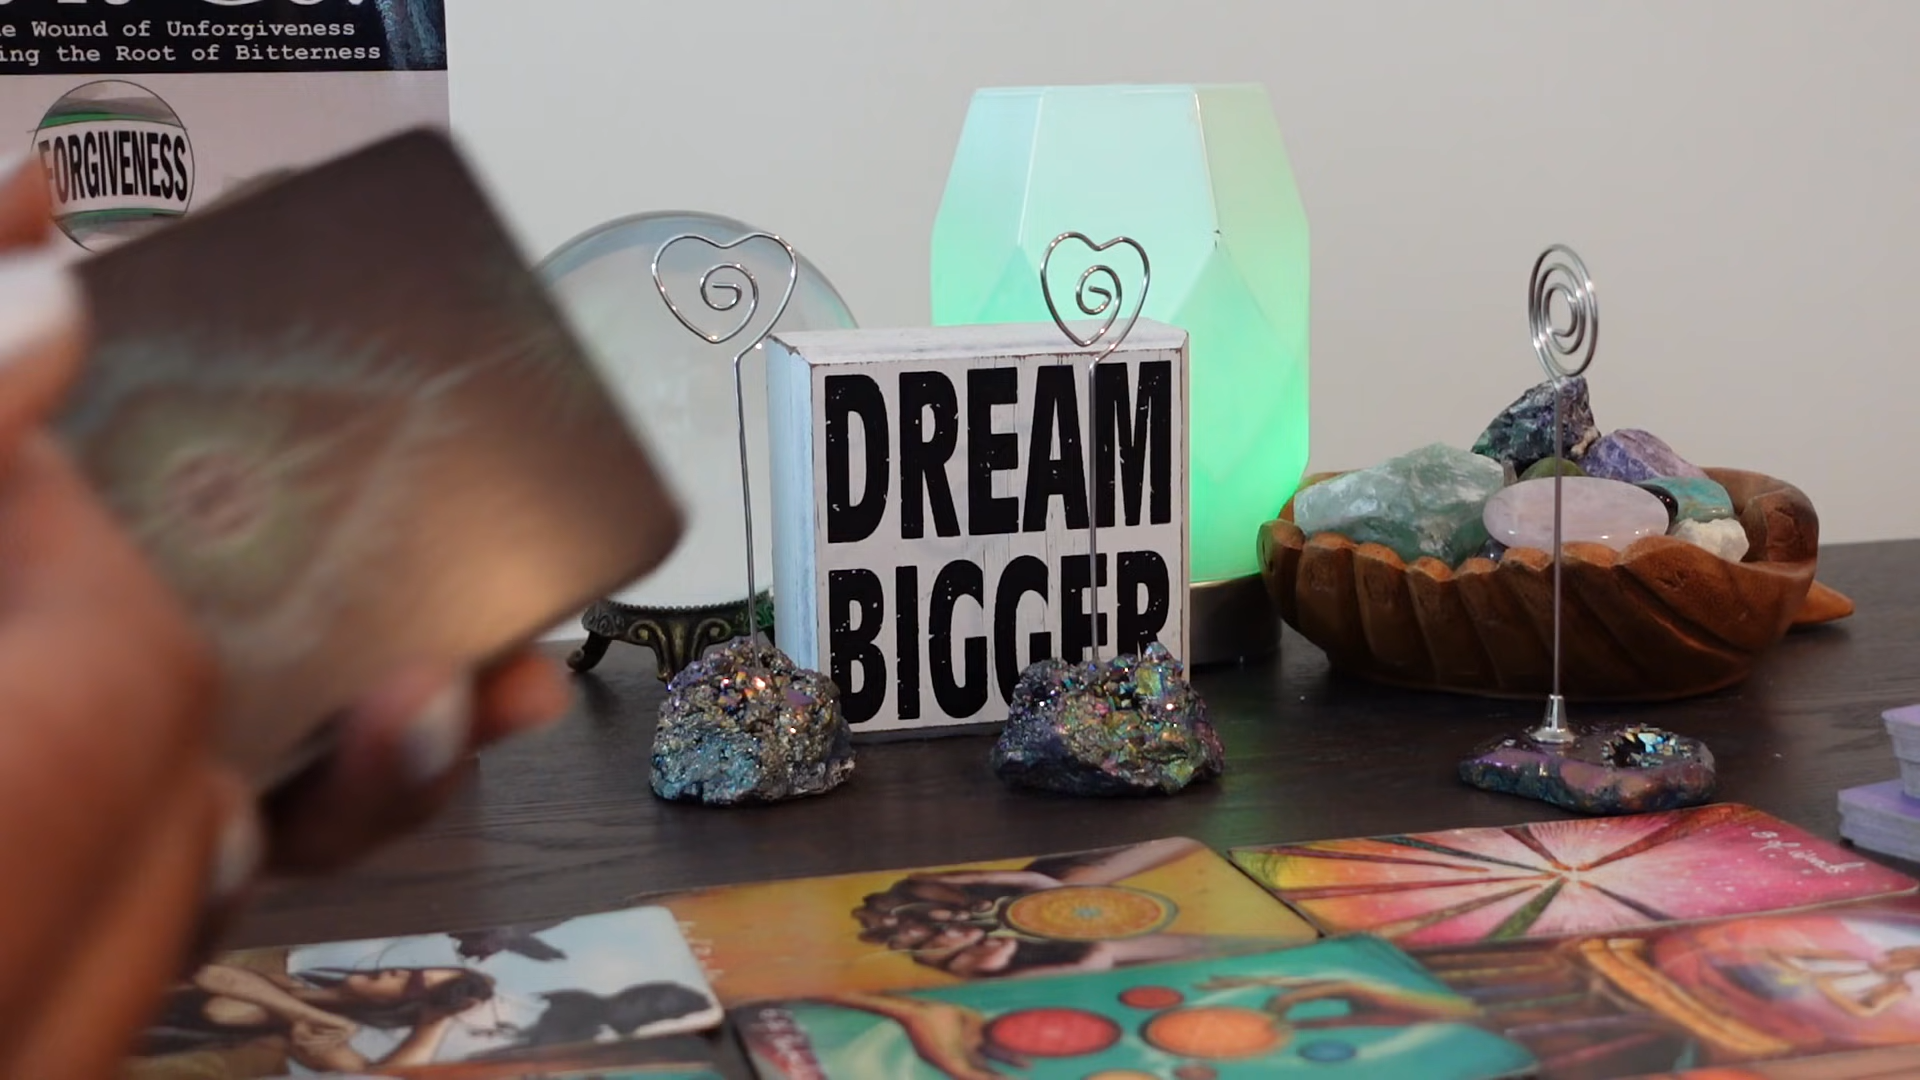 e Wound of Unforgiveness
ing the Root of Bitterness
FORGIVENESS
DREAM
BIGGER